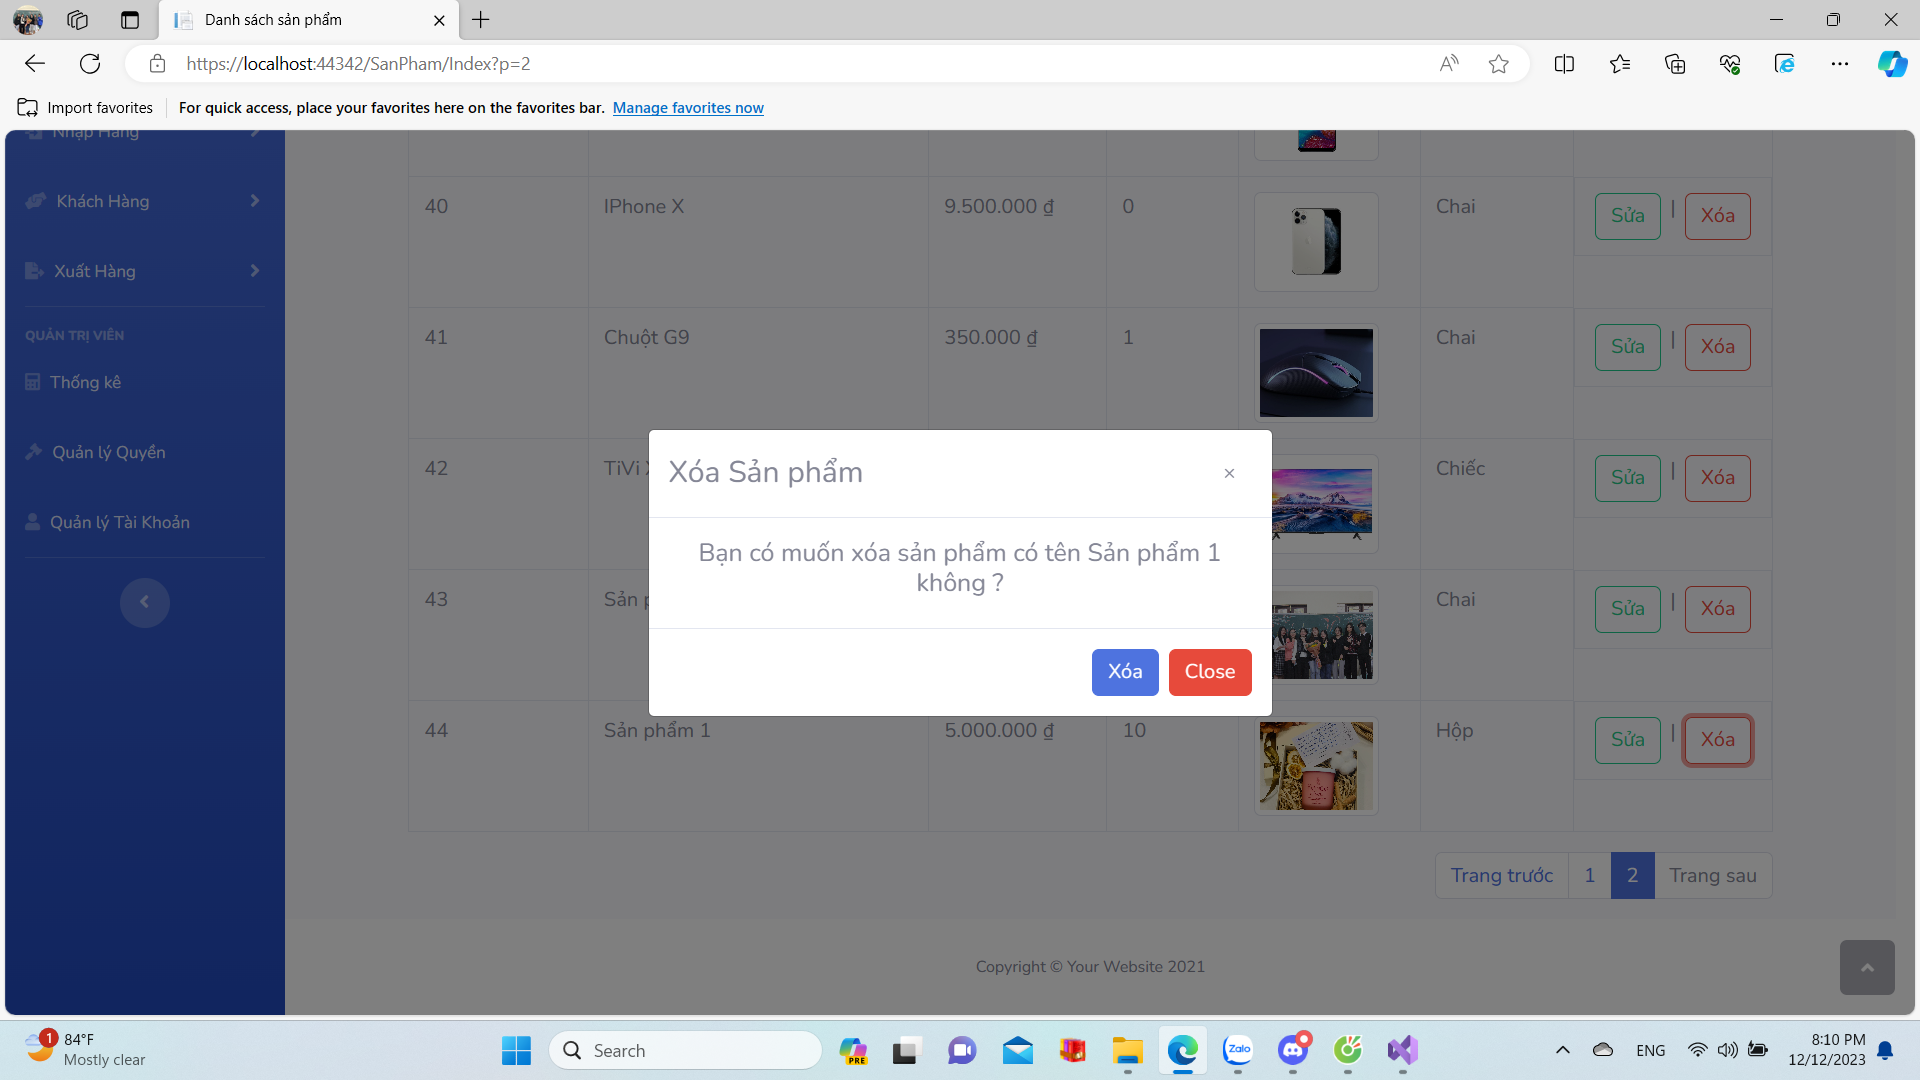 Danh sách sản phẩm
https://localhost:44342/SanPham/Index?p=2
Import favorites
For quick access, place your favorites here on the favorites bar. Manage favorites now
Nhập Hàng
Khách Hàng
Xuất Hàng
QUẢN TRỊ VIÊN
Thống kê
Quản lý Quyền
Quản lý Tài Khoản
40 IPhone X 9.500.000 ₫ 0 Chai Sửa | Xóa
41 Chuột G9 350.000 ₫ 1 Chai Sửa | Xóa
42 TiVi Chiếc Sửa | Xóa
43 Sản Chai Sửa | Xóa
44 Sản phẩm 1 5.000.000 ₫ 10 Hộp Sửa | Xóa
Xóa Sản phẩm ×
Bạn có muốn xóa sản phẩm có tên Sản phẩm 1
không ?
Xóa Close
Trang trước 1 2 Trang sau
Copyright © Your Website 2021
1 84°F
Mostly clear
Search
PRE
Zalo
ENG
8:10 PM
12/12/2023